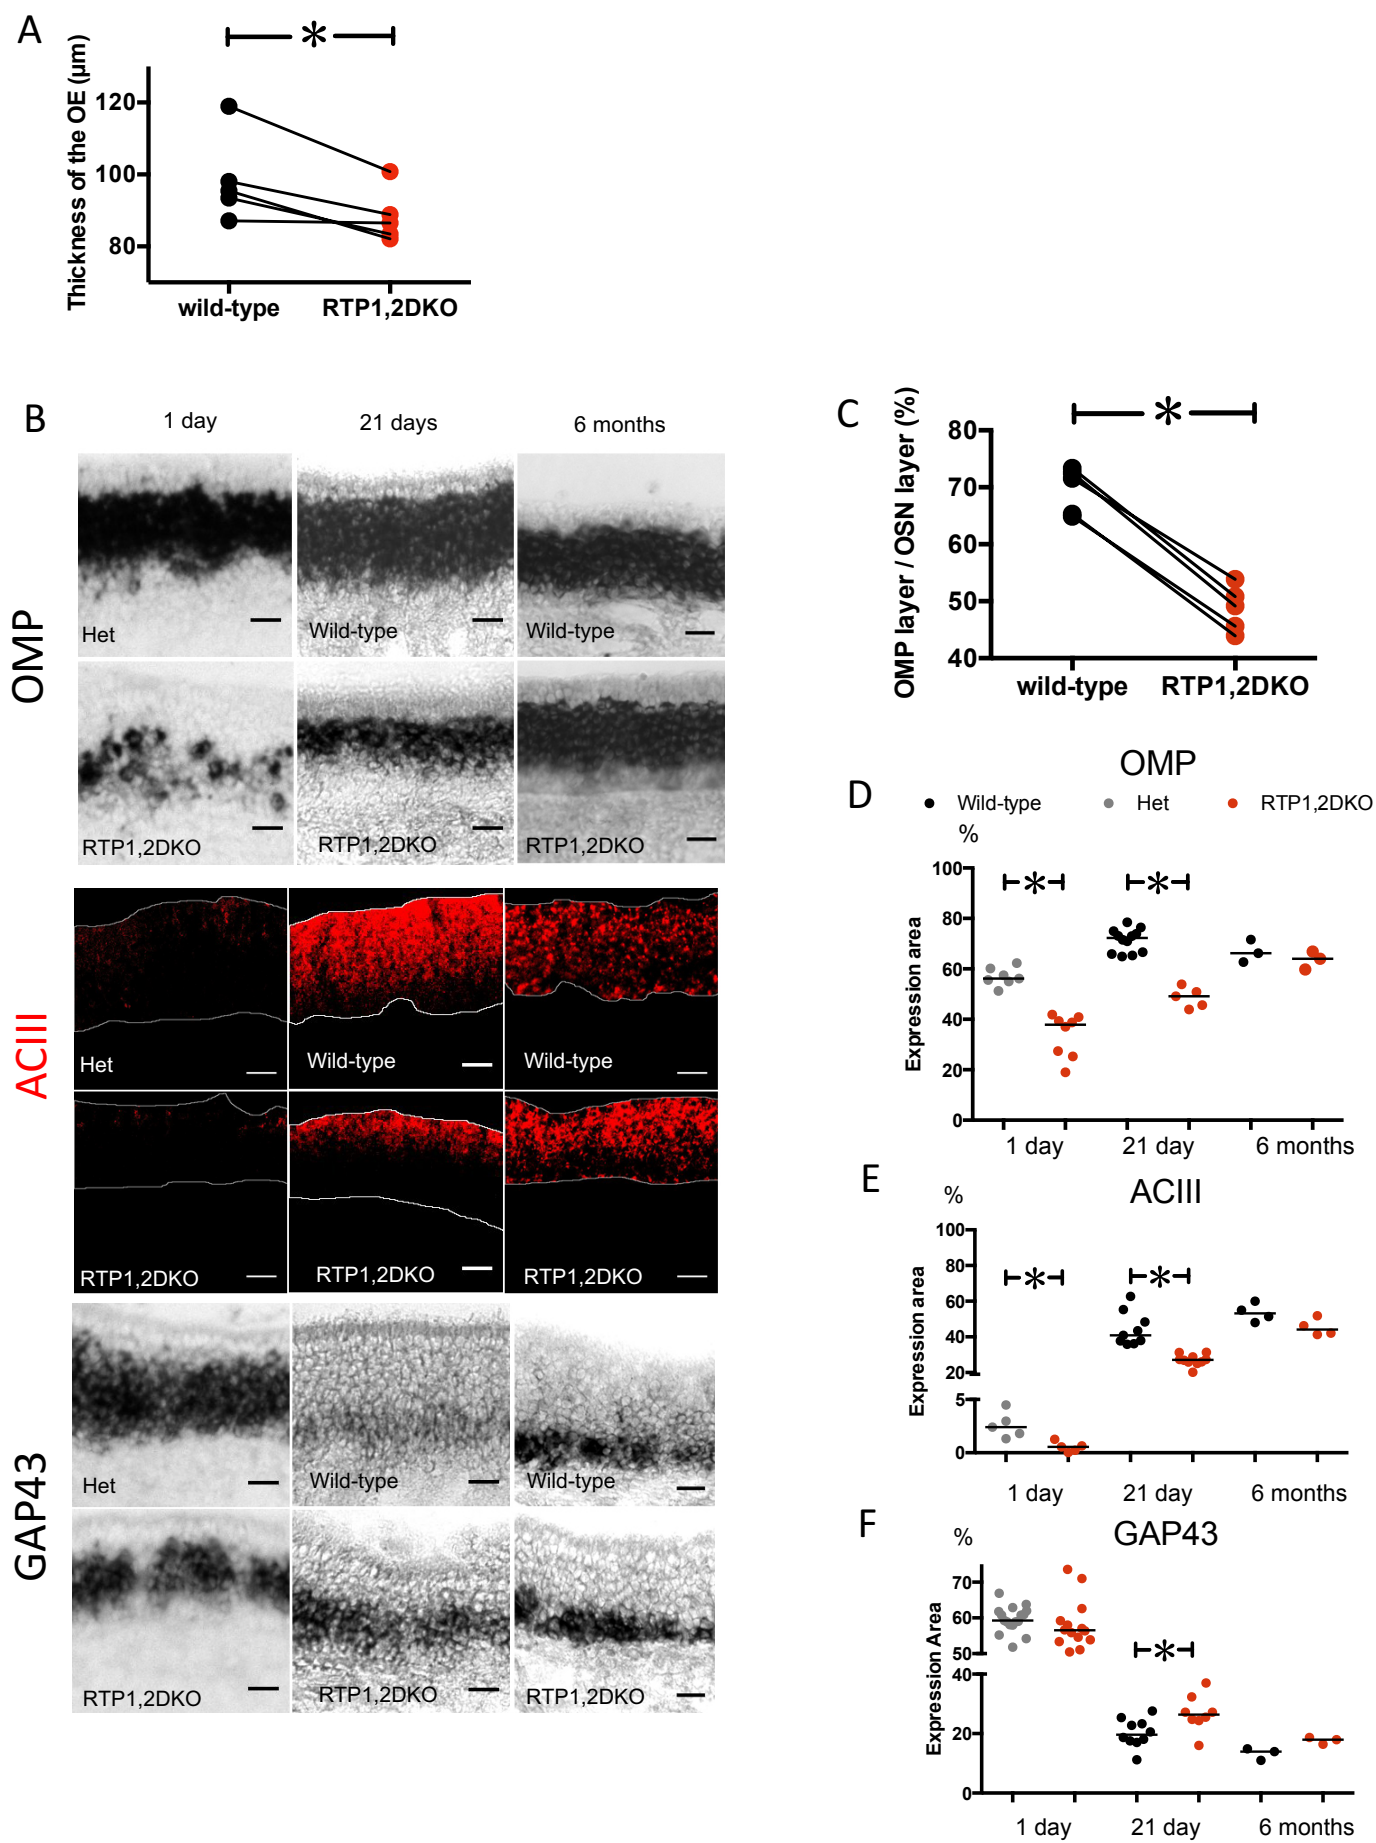 A
*
Thickness of the OE (μm)
120
100
80
wild-type RTP1,2DKO
B
1 day 21 days 6 months
OMP
Het Wild-type Wild-type
RTP1,2DKO RTP1,2DKO RTP1,2DKO
ACIII
Het Wild-type Wild-type
RTP1,2DKO RTP1,2DKO RTP1,2DKO
GAP43
Het Wild-type Wild-type
RTP1,2DKO RTP1,2DKO RTP1,2DKO
C
*
OMP layer / OSN layer (%)
80
70
60
50
40
wild-type RTP1,2DKO
OMP
D
Wild-type Het RTP1,2DKO
%
Expression area
100
80
60
40
20
0
* *
1 day 21 day 6 months
E
ACIII
%
Expression area
100
80
60
40
20
5
0
* *
1 day 21 day 6 months
F
GAP43
%
Expression Area
70
60
50
40
20
0
*
1 day 21 day 6 months